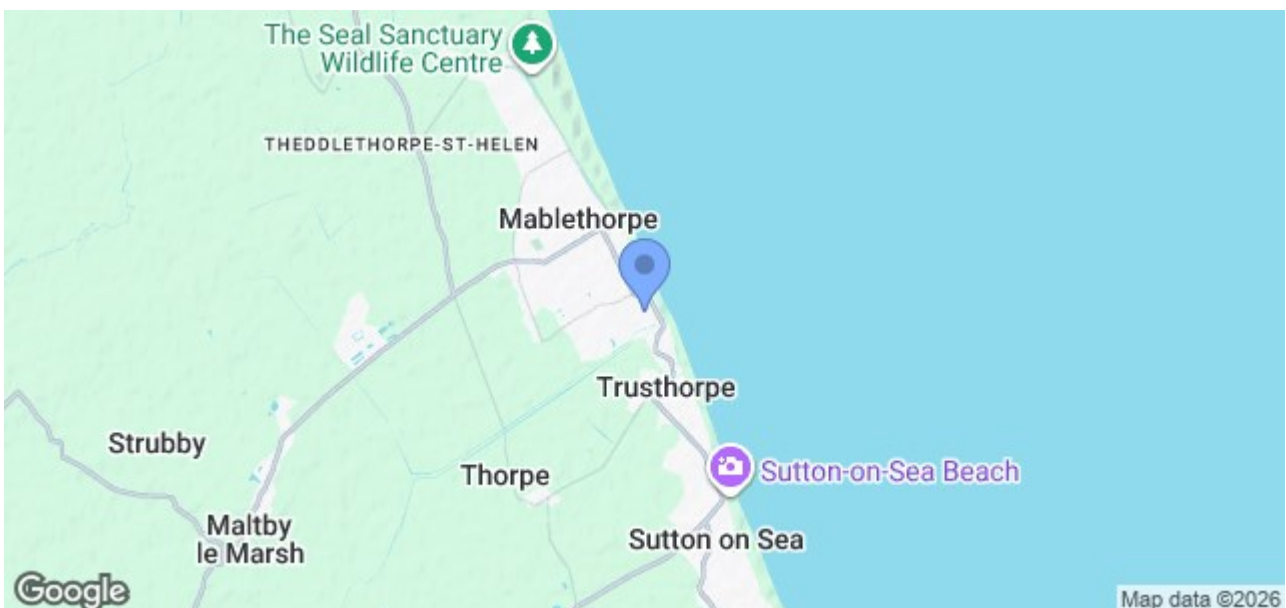 The Seal Sanctuary
Wildlife Centre
THEDDLETHORPE-ST-HELEN
Mablethorpe
Trusthorpe
Strubby
Thorpe
Sutton-on-Sea Beach
Maltby
le Marsh
Sutton on Sea
Google
Map data ©2026